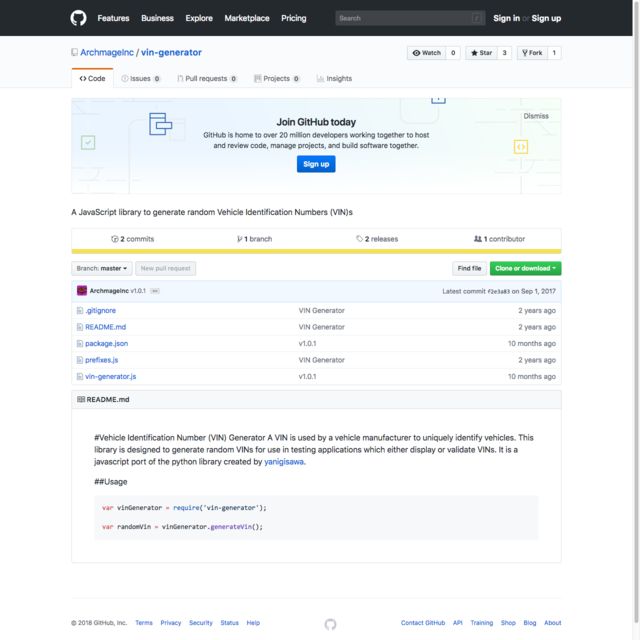 Features Business Explore Marketplace Pricing Search / Sign in or Sign up
ArchmageInc / vin-generator
Watch 0 Star 3 Fork 1
Code Issues 0 Pull requests 0 Projects 0 Insights
Dismiss
Join GitHub today
GitHub is home to over 20 million developers working together to host
and review code, manage projects, and build software together.
Sign up
A JavaScript library to generate random Vehicle Identification Numbers (VIN)s
2 commits 1 branch 2 releases 1 contributor
Branch: master New pull request Find file Clone or download
ArchmageInc v1.0.1 Latest commit f2e3a83 on Sep 1, 2017
.gitignore VIN Generator 2 years ago
README.md VIN Generator 2 years ago
package.json v1.0.1 10 months ago
prefixes.js VIN Generator 2 years ago
vin-generator.js v1.0.1 10 months ago
README.md
#Vehicle Identification Number (VIN) Generator A VIN is used by a vehicle manufacturer to uniquely identify vehicles. This
library is designed to generate random VINs for use in testing applications which either display or validate VINs. It is a
javascript port of the python library created by yanigisawa.
##Usage
var vinGenerator = require('vin-generator');
var randomVin = vinGenerator.generateVin();
© 2018 GitHub, Inc. Terms Privacy Security Status Help Contact GitHub API Training Shop Blog About